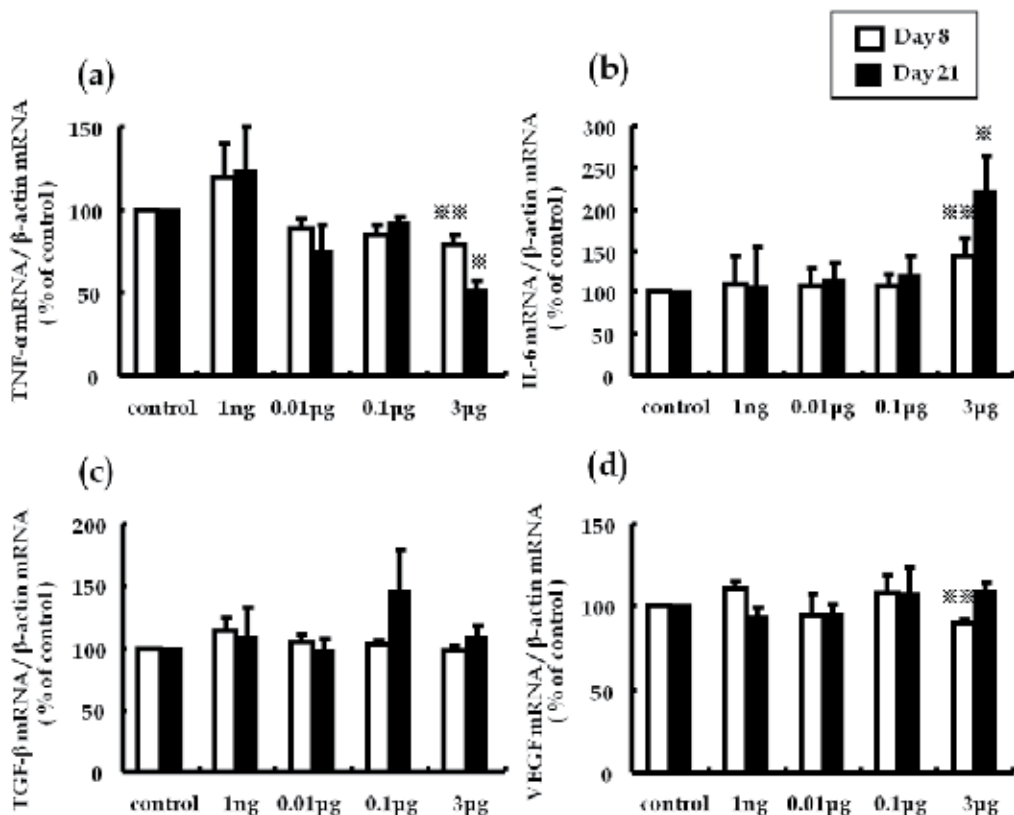 Day 8
Day 21
(a)
TNF-α mRNA / β-actin mRNA
( % of control)
150
100
50
0
※※
※
control 1ng 0.01μg 0.1μg 3μg
(b)
IL-6 mRNA / β-actin mRNA
( % of control)
300
250
200
150
100
50
0
※※
※
control 1ng 0.01μg 0.1μg 3μg
(c)
TGF-β mRNA / β-actin mRNA
( % of control)
200
150
100
50
0
control 1ng 0.01μg 0.1μg 3μg
(d)
VEGF mRNA / β-actin mRNA
( % of control)
150
100
50
0
※※
control 1ng 0.01μg 0.1μg 3μg